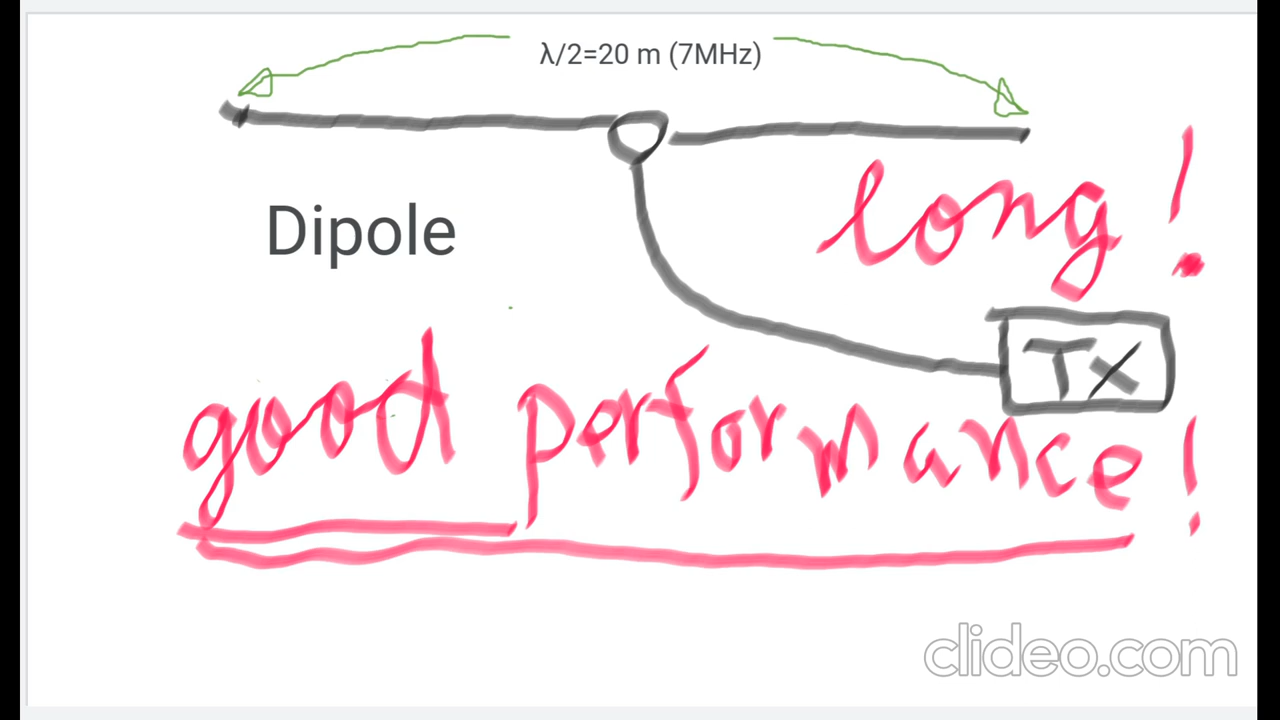 λ/2=20 m (7MHz)
Dipole
long!
TX
good performance!
clideo.com